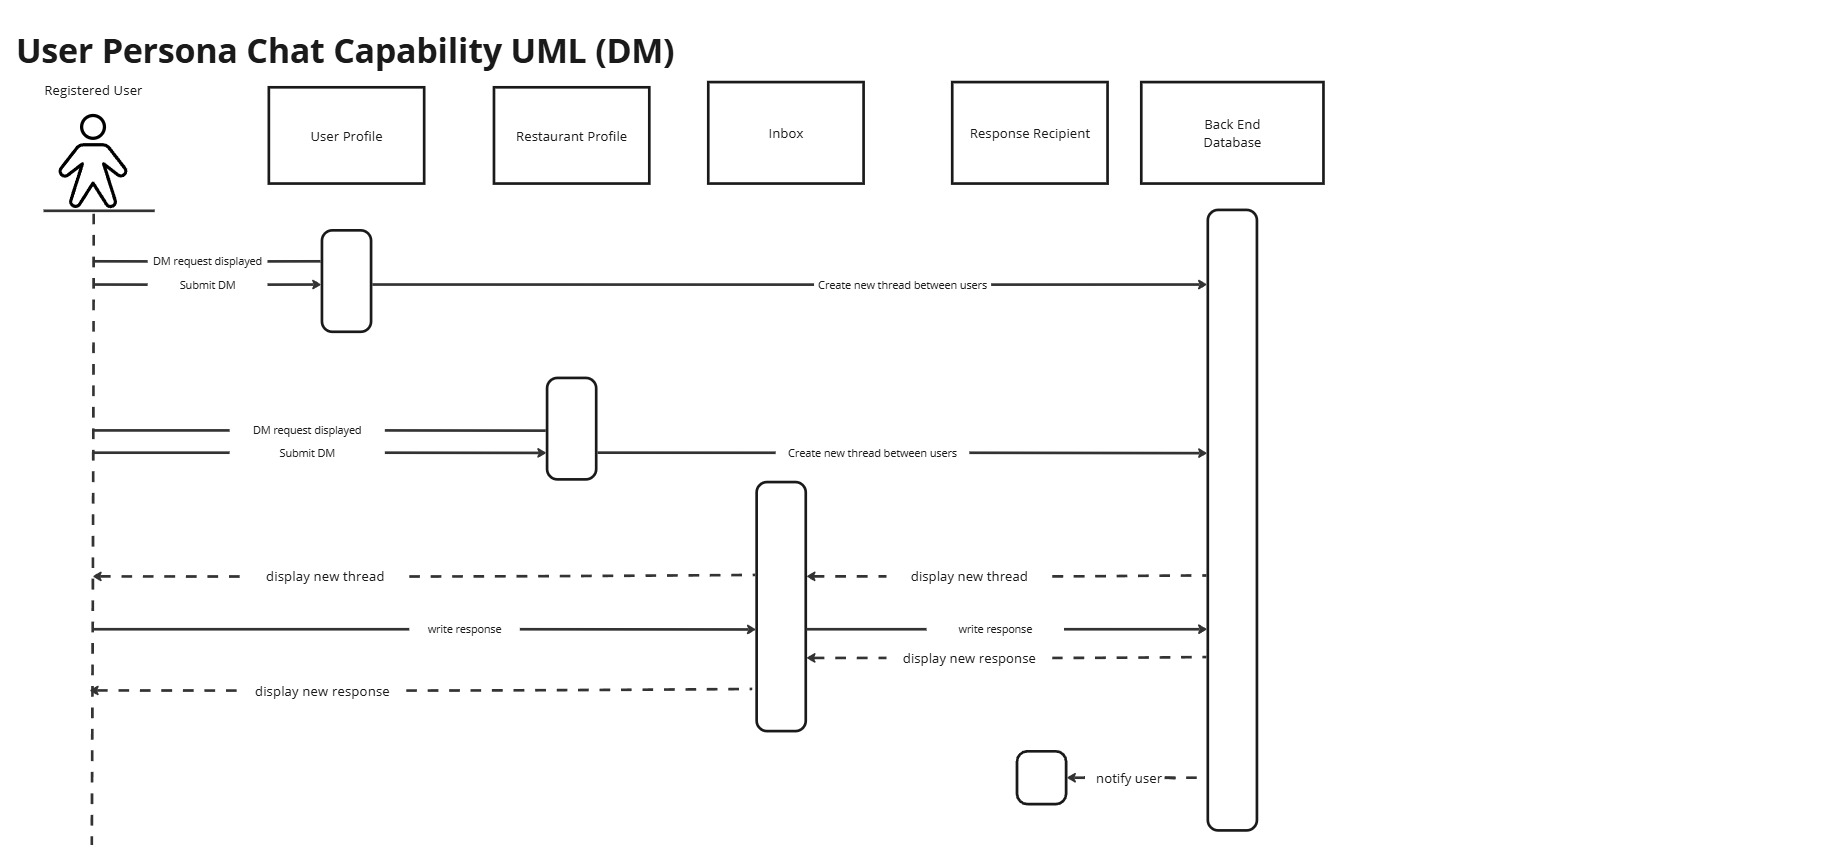 User Persona Chat Capability UML (DM)
Registered User
User Profile
Restaurant Profile
Inbox
Response Recipient
Back End
Database
DM request displayed
Submit DM
Create new thread between users
DM request displayed
Submit DM
Create new thread between users
display new thread
display new thread
write response
write response
display new response
display new response
notify user